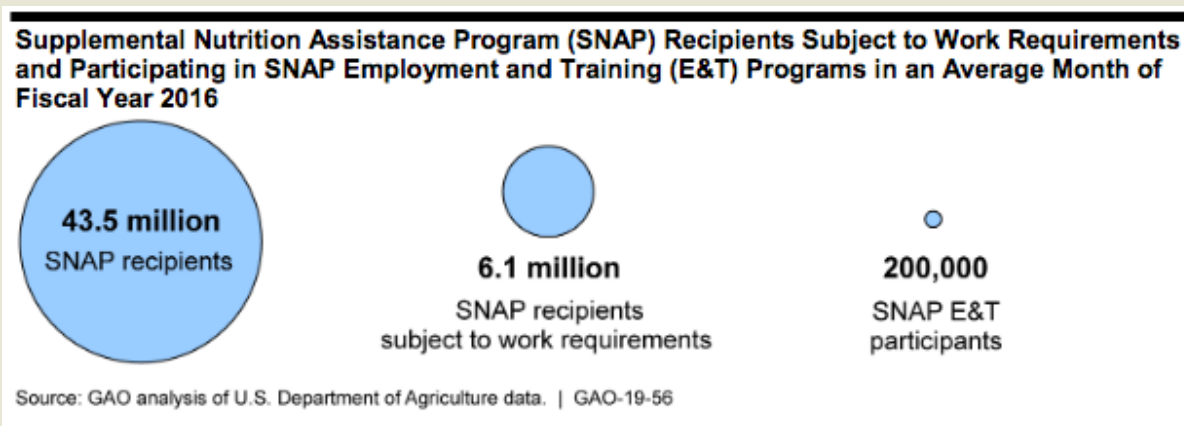 Supplemental Nutrition Assistance Program (SNAP) Recipients Subject to Work Requirements
and Participating in SNAP Employment and Training (E&T) Programs in an Average Month of
Fiscal Year 2016
43.5 million
SNAP recipients
6.1 million
SNAP recipients
subject to work requirements
200,000
SNAP E&T
participants
Source: GAO analysis of U.S. Department of Agriculture data. | GAO-19-56